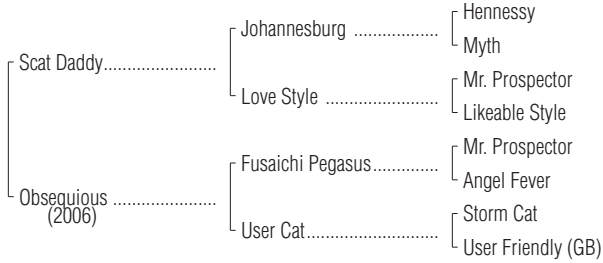 Hennessy
Johannesburg ....................
Myth
Scat Daddy.......................
Mr. Prospector
Love Style .......................
Likeable Style
Mr. Prospector
Fusaichi Pegasus.............
Angel Fever
Obsequious .....................
(2006)
Storm Cat
User Cat...........................
User Friendly (GB)